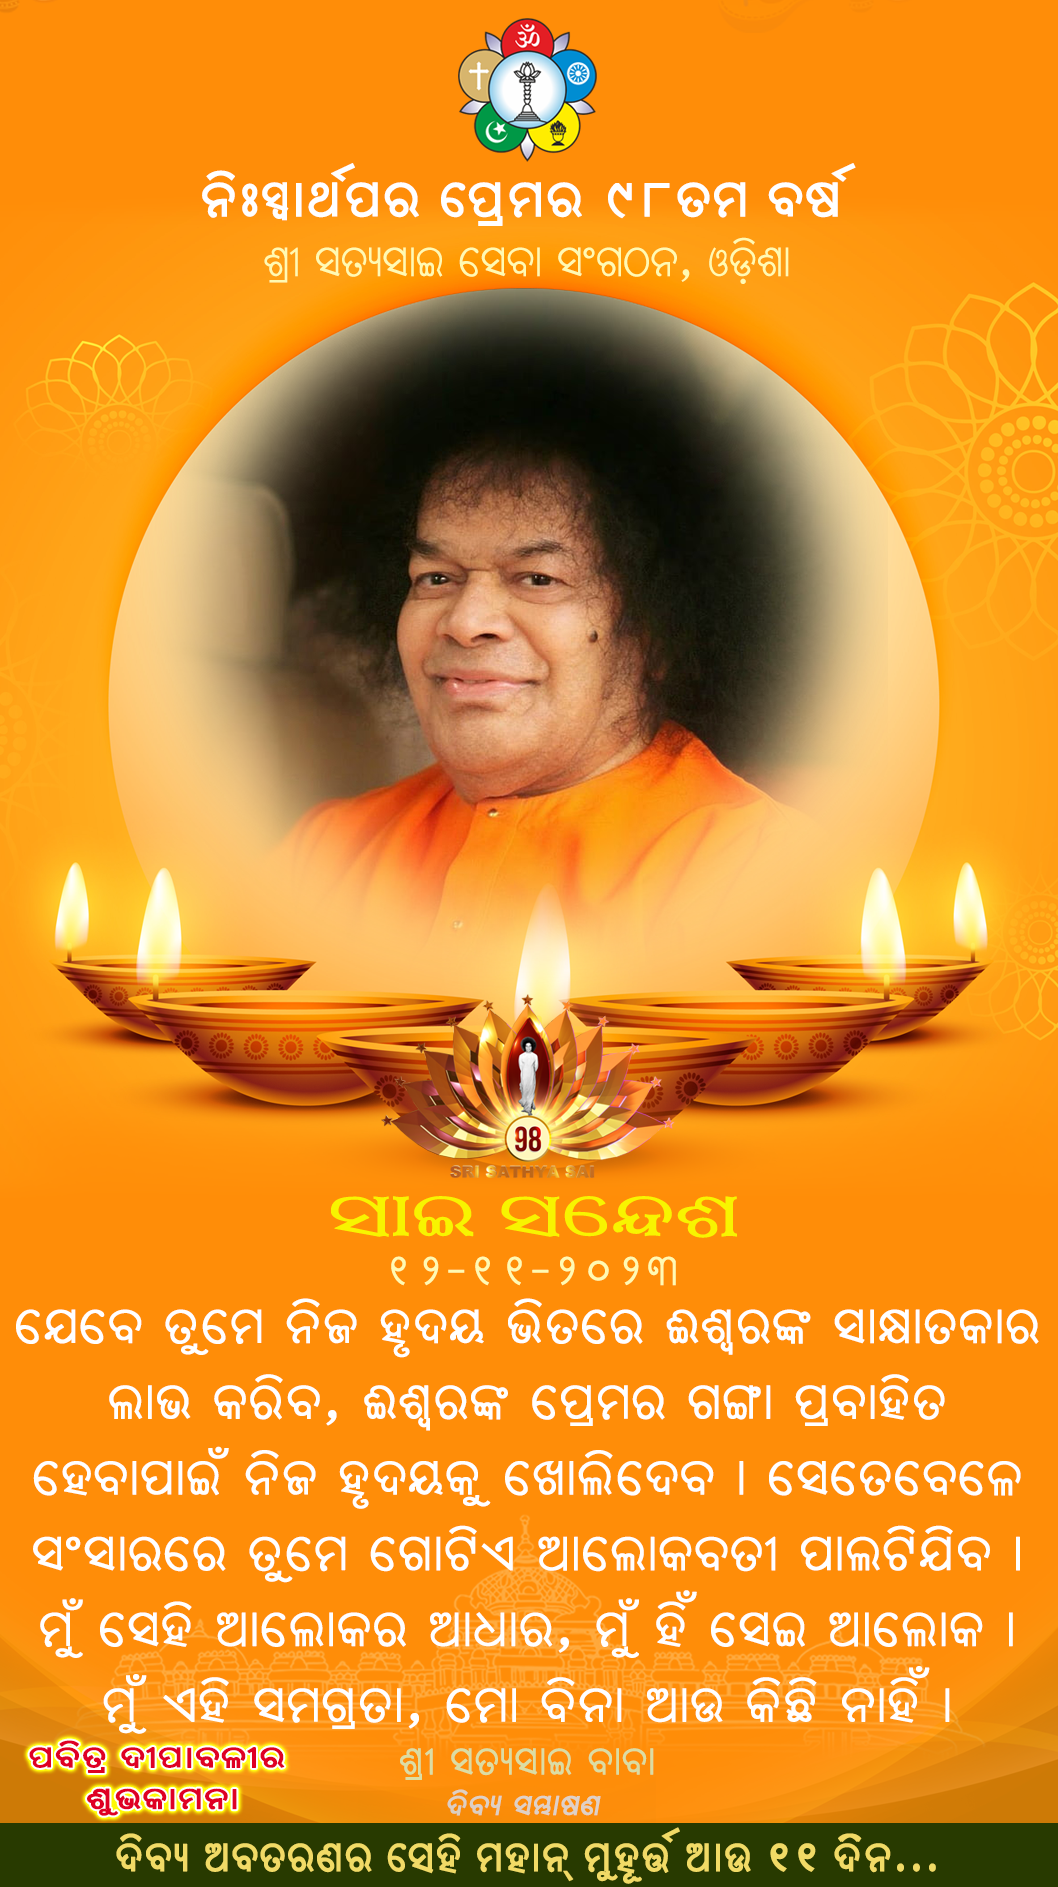 ॐ
ନିଃସ୍ୱାର୍ଥପର ପ୍ରେମର ୯୮ତମ ବର୍ଷ
ଶ୍ରୀ ସତ୍ୟସାଇ ସେବା ସଂଗଠନ, ଓଡ଼ିଶା
98
SRI SATHYA SAI
ସାଇ ସନ୍ଦେଶ
୧୨-୧୧-୨୦୨୩
ଯେବେ ତୁମେ ନିଜ ହୃଦୟ ଭିତରେ ଈଶ୍ୱରଙ୍କ ସାକ୍ଷାତକାର
ଲାଭ କରିବ, ଈଶ୍ୱରଙ୍କ ପ୍ରେମର ଗଙ୍ଗା ପ୍ରବାହିତ
ହେବାପାଇଁ ନିଜ ହୃଦୟକୁ ଖୋଲିଦେବ । ସେତେବେଳେ
ସଂସାରରେ ତୁମେ ଗୋଟିଏ ଆଲୋକବତୀ ପାଲଟିଯିବ ।
ମୁଁ ସେହି ଆଲୋକର ଆଧାର, ମୁଁ ହିଁ ସେଇ ଆଲୋକ ।
ମୁଁ ଏହି ସମଗ୍ରତା, ମୋ ବିନା ଆଉ କିଛି ନାହିଁ ।
ପବିତ୍ର ଦୀପାବଳୀର
ଶୁଭକାମନା
ଶ୍ରୀ ସତ୍ୟସାଇ ବାବା
ଦିବ୍ୟ ସମ୍ଭାଷଣ
ଦିବ୍ୟ ଅବତରଣର ସେହି ମହାନ୍ ମୁହୂର୍ତ୍ତ ଆଉ ୧୧ ଦିନ...